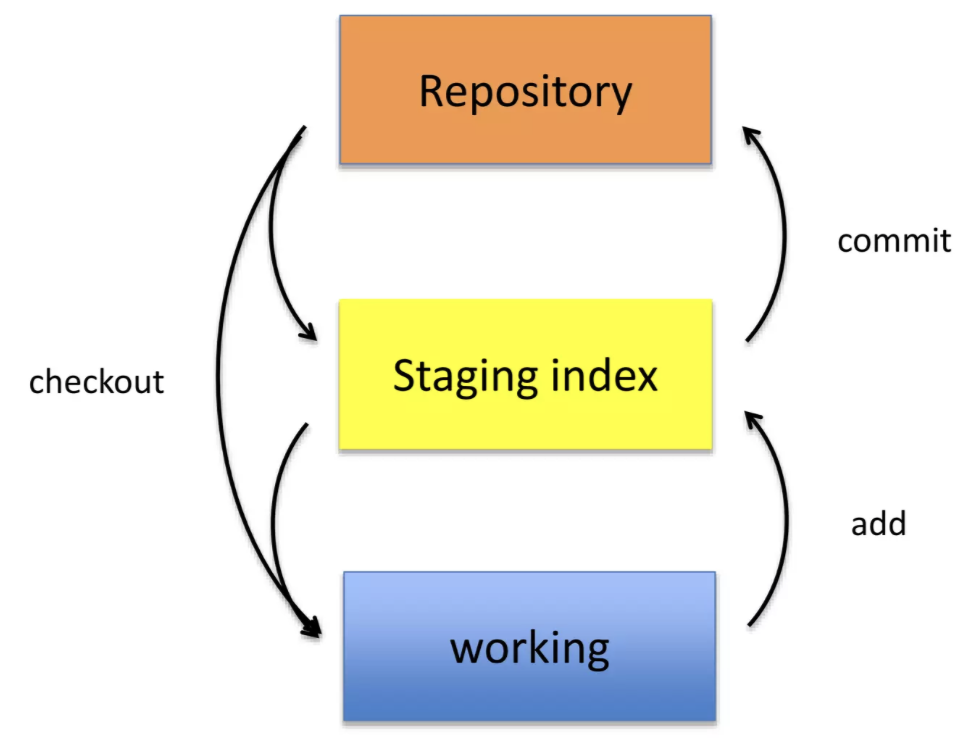 Repository
commit
Staging index
checkout
add
working